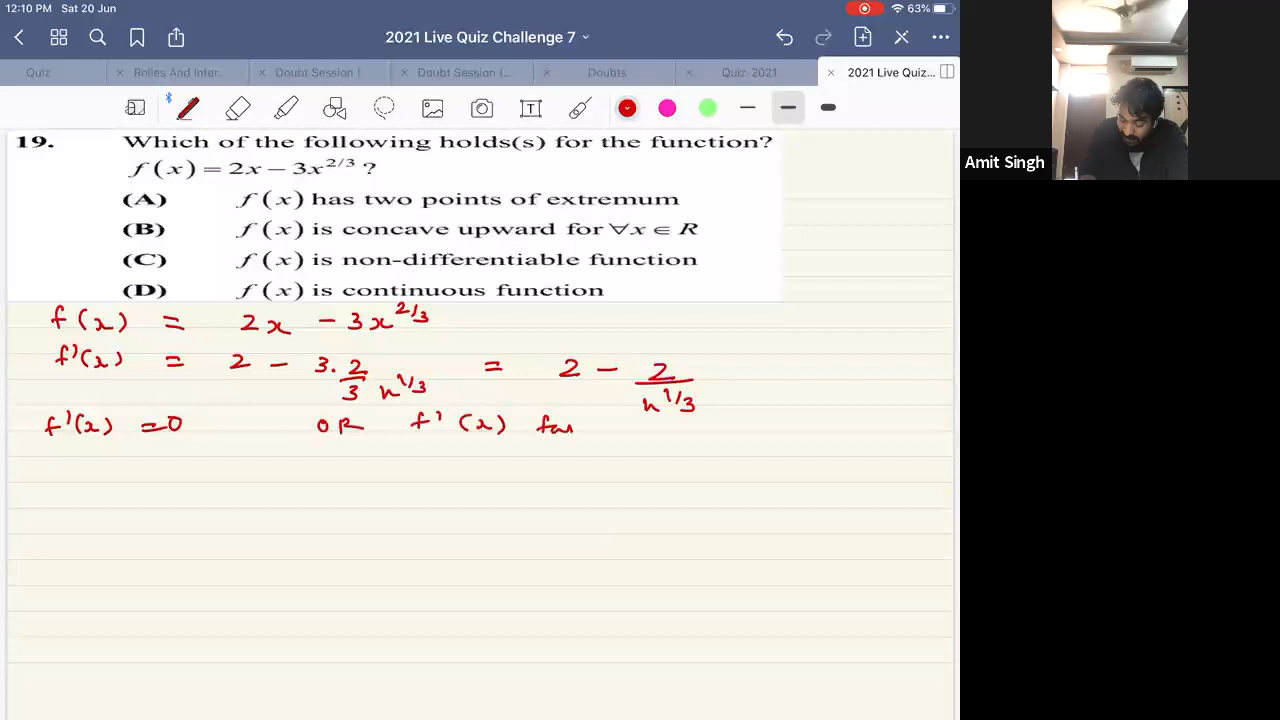 12:10 PM Sat 20 Jun
63%
2021 Live Quiz Challenge 7
Quiz
Rolles And Inter...
Doubt Session (
Doubt Session (...
Doubts
Quiz 2021
2021 Live Quiz...
Amit Singh
19. Which of the following holds(s) for the function?
f(x) = 2x − 3x^{2/3} ?
(A) f(x) has two points of extremum
(B) f(x) is concave upward for ∀x ∈ R
(C) f(x) is non-differentiable function
(D) f(x) is continuous function
f(x) = 2x - 3x^{2/3}
f'(x) = 2 - 3. 2/3 x^{1/3} = 2 - 2/x^{1/3}
f'(x) = 0 OR f'(x) fai